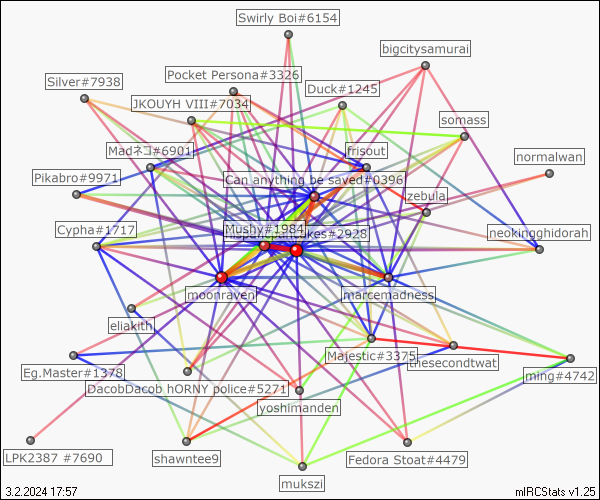 Swirly Boi#6154
bigcitysamurai
Pocket Persona#3326
Silver#7938
Duck#1245
JKOUYH VIII#7034
somass
Madネコ#6901
frisout
normalwan
Pikabro#9971
Can anything be saved#0396
zebula
Cypha#1717
Mushy#1984
cakes#2928
neokingghidorah
moonraven
marcemadness
eliakith
Majestic#3375
thesecondtwat
Eg.Master#1378
DacobDacob hORNY police#5271
ming#4742
yoshimanden
LPK2387 #7690
shawntee9
Fedora Stoat#4479
mukszi
3.2.2024 17:57
mIRCStats v1.25